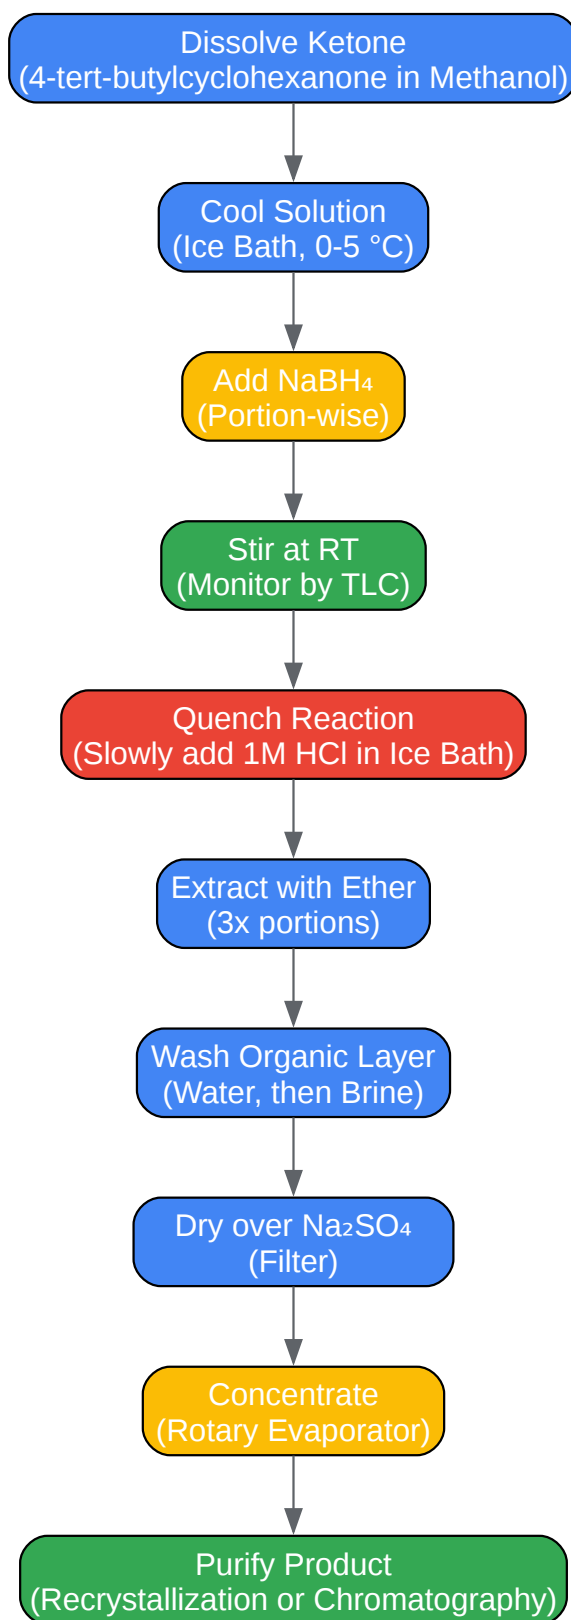 Dissolve Ketone
(4-tert-butylcyclohexanone in Methanol)
Cool Solution
(Ice Bath, 0-5 °C)
Add NaBH₄
(Portion-wise)
Stir at RT
(Monitor by TLC)
Quench Reaction
(Slowly add 1M HCl in Ice Bath)
Extract with Ether
(3x portions)
Wash Organic Layer
(Water, then Brine)
Dry over Na₂SO₄
(Filter)
Concentrate
(Rotary Evaporator)
Purify Product
(Recrystallization or Chromatography)